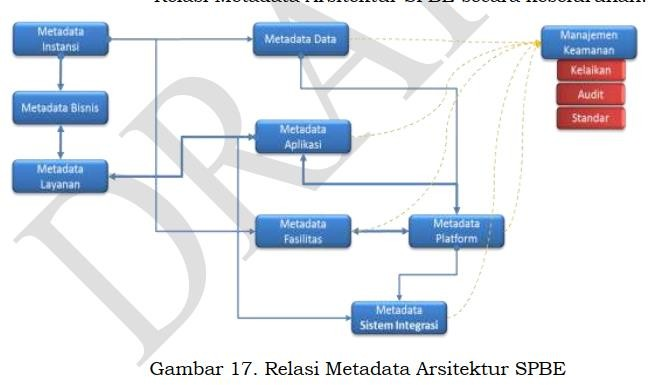 Relasi Metadata Arsitektur SPBE secara keseluruhan.
Metadata
Instansi
Metadata Data
Manajemen
Keamanan
Kelaikan
Audit
Standar
Metadata Bisnis
Metadata
Aplikasi
Metadata
Layanan
Metadata
Fasilitas
Metadata
Platform
Metadata
Sistem Integrasi
DRAF
Gambar 17. Relasi Metadata Arsitektur SPBE